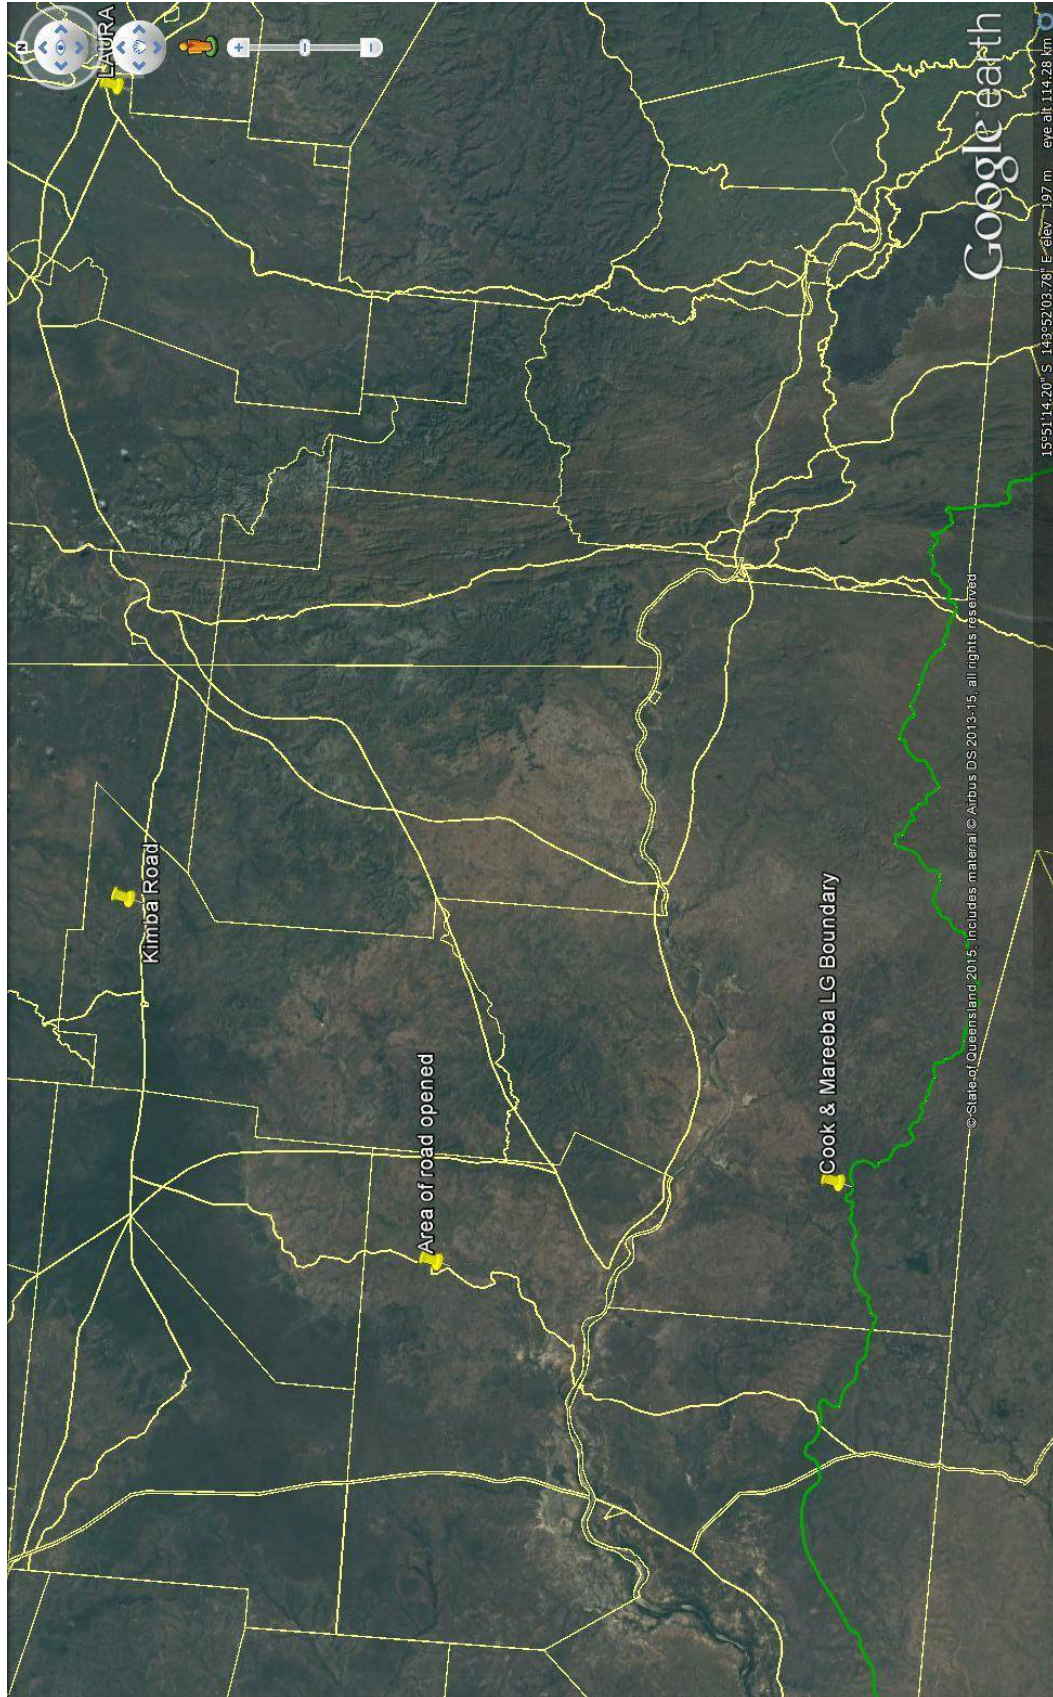 LAURA
N
Kimba Road
Area of road opened
Cook & Mareeba LG Boundary
© State of Queensland 2015, Includes material © Airbus DS 2013-15, all rights reserved
Google earth
15°51'14.20" S 143°52'03.78" E elev 197 m eye alt 114.28 km